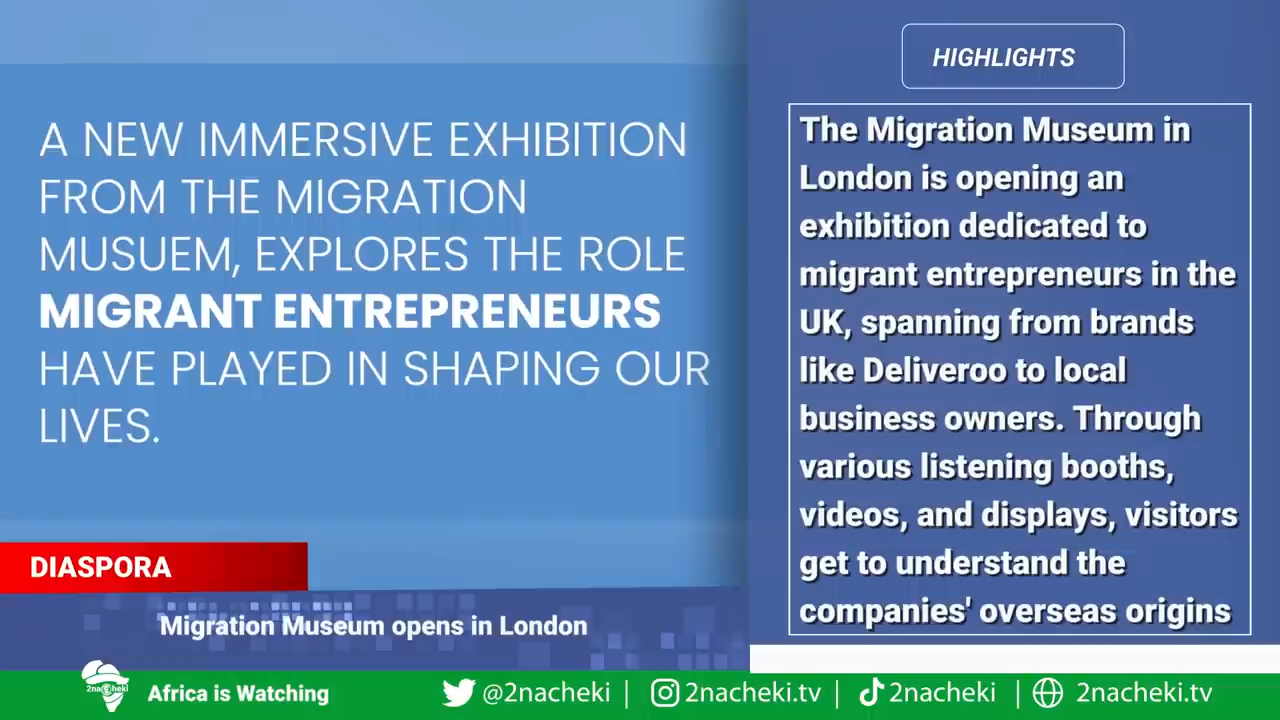 A NEW IMMERSIVE EXHIBITION
FROM THE MIGRATION
MUSUEM, EXPLORES THE ROLE
MIGRANT ENTREPRENEURS
HAVE PLAYED IN SHAPING OUR
LIVES.
HIGHLIGHTS
The Migration Museum in
London is opening an
exhibition dedicated to
migrant entrepreneurs in the
UK, spanning from brands
like Deliveroo to local
business owners. Through
various listening booths,
videos, and displays, visitors
get to understand the
companies' overseas origins
DIASPORA
Migration Museum opens in London
2nacheki
Africa is Watching
@2nacheki | 2nacheki.tv | 2nacheki | 2nacheki.tv